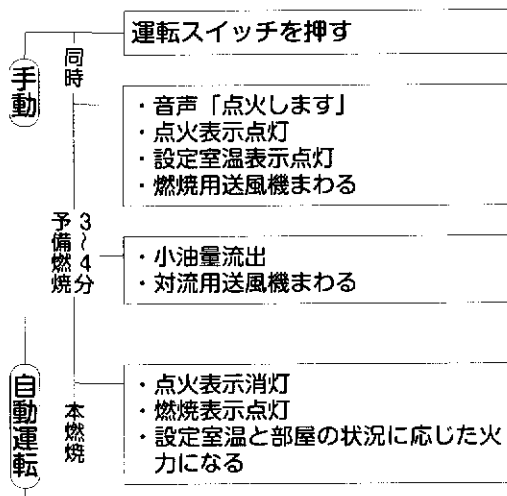 運転スイッチを押す
手動
同時
・音声「点火します」
・点火表示点灯
・設定室温表示点灯
・燃焼用送風機まわる
3～4分
予備燃焼
・小油量流出
・対流用送風機まわる
自動運転
本燃焼
・点火表示消灯
・燃焼表示点灯
・設定室温と部屋の状況に応じた火
力になる